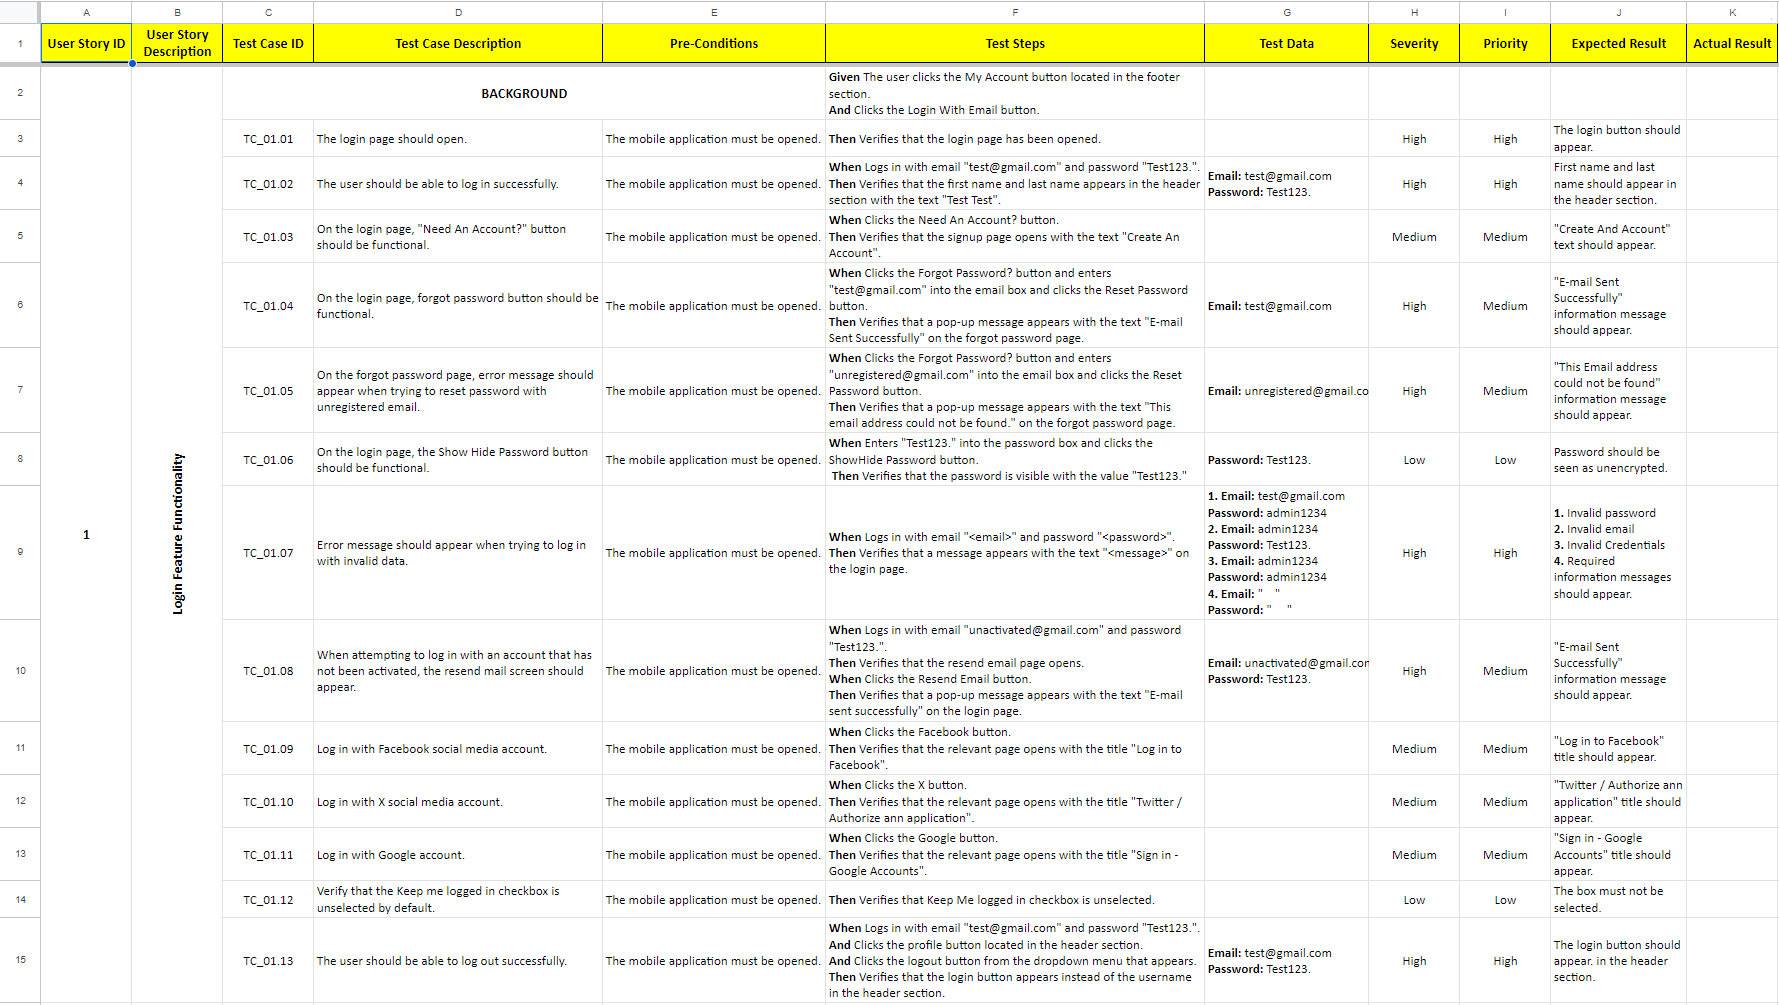 A B C D E F G H I J K
1 User Story ID User Story Description Test Case ID Test Case Description Pre-Conditions Test Steps Test Data Severity Priority Expected Result Actual Result
1
Login Feature Functionality
2
BACKGROUND
Given The user clicks the My Account button located in the footer
section.
And Clicks the Login With Email button.
3
TC_01.01
The login page should open.
The mobile application must be opened.
Then Verifies that the login page has been opened.
High
High
The login button should
appear.
4
TC_01.02
The user should be able to log in successfully.
The mobile application must be opened.
When Logs in with email "test@gmail.com" and password "Test123.".
Then Verifies that the first name and last name appears in the header
section with the text "Test Test".
Email: test@gmail.com
Password: Test123.
High
High
First name and last
name should appear in
the header section.
5
TC_01.03
On the login page, "Need An Account?" button
should be functional.
The mobile application must be opened.
When Clicks the Need An Account? button.
Then Verifies that the signup page opens with the text "Create An
Account".
Medium
Medium
"Create And Account"
text should appear.
6
TC_01.04
On the login page, forgot password button should be
functional.
The mobile application must be opened.
When Clicks the Forgot Password? button and enters
"test@gmail.com" into the email box and clicks the Reset Password
button.
Then Verifies that a pop-up message appears with the text "E-mail
Sent Successfully" on the forgot password page.
Email: test@gmail.com
High
Medium
"E-mail Sent
Successfully"
information message
should appear.
7
TC_01.05
On the forgot password page, error message should
appear when trying to reset password with
unregistered email.
The mobile application must be opened.
When Clicks the Forgot Password? button and enters
"unregistered@gmail.com" into the email box and clicks the Reset
Password button.
Then Verifies that a pop-up message appears with the text "This
email address could not be found." on the forgot password page.
Email: unregistered@gmail.co
High
Medium
"This Email address
could not be found"
information message
should appear.
8
TC_01.06
On the login page, the Show Hide Password button
should be functional.
The mobile application must be opened.
When Enters "Test123." into the password box and clicks the
ShowHide Password button.
Then Verifies that the password is visible with the value "Test123."
Password: Test123.
Low
Low
Password should be
seen as unencrypted.
9
TC_01.07
Error message should appear when trying to log in
with invalid data.
The mobile application must be opened.
When Logs in with email "<email>" and password "<password>".
Then Verifies that a message appears with the text "<message>" on
the login page.
1. Email: test@gmail.com
Password: admin1234
2. Email: admin1234
Password: Test123.
3. Email: admin1234
Password: admin1234
4. Email: " "
Password: " "
High
High
1. Invalid password
2. Invalid email
3. Invalid Credentials
4. Required
information messages
should appear.
10
TC_01.08
When attempting to log in with an account that has
not been activated, the resend mail screen should
appear.
The mobile application must be opened.
When Logs in with email "unactivated@gmail.com" and password
"Test123.".
Then Verifies that the resend email page opens.
When Clicks the Resend Email button.
Then Verifies that a pop-up message appears with the text "E-mail
sent successfully" on the login page.
Email: unactivated@gmail.con
Password: Test123.
High
Medium
"E-mail Sent
Successfully"
information message
should appear.
11
TC_01.09
Log in with Facebook social media account.
The mobile application must be opened.
When Clicks the Facebook button.
Then Verifies that the relevant page opens with the title "Log in to
Facebook".
Medium
Medium
"Log in to Facebook"
title should appear.
12
TC_01.10
Log in with X social media account.
The mobile application must be opened.
When Clicks the X button.
Then Verifies that the relevant page opens with the title "Twitter /
Authorize ann application".
Medium
Medium
"Twitter / Authorize ann
application" title should
appear.
13
TC_01.11
Log in with Google account.
The mobile application must be opened.
When Clicks the Google button.
Then Verifies that the relevant page opens with the title "Sign in -
Google Accounts".
Medium
Medium
"Sign in - Google
Accounts" title should
appear.
14
TC_01.12
Verify that the Keep me logged in checkbox is
unselected by default.
The mobile application must be opened.
Then Verifies that Keep Me logged in checkbox is unselected.
Low
Low
The box must not be
selected.
15
TC_01.13
The user should be able to log out successfully.
The mobile application must be opened.
When Logs in with email "test@gmail.com" and password "Test123.".
And Clicks the profile button located in the header section.
And Clicks the logout button from the dropdown menu that appears.
Then Verifies that the login button appears instead of the username
in the header section.
Email: test@gmail.com
Password: Test123.
High
High
The login button should
appear. in the header
section.